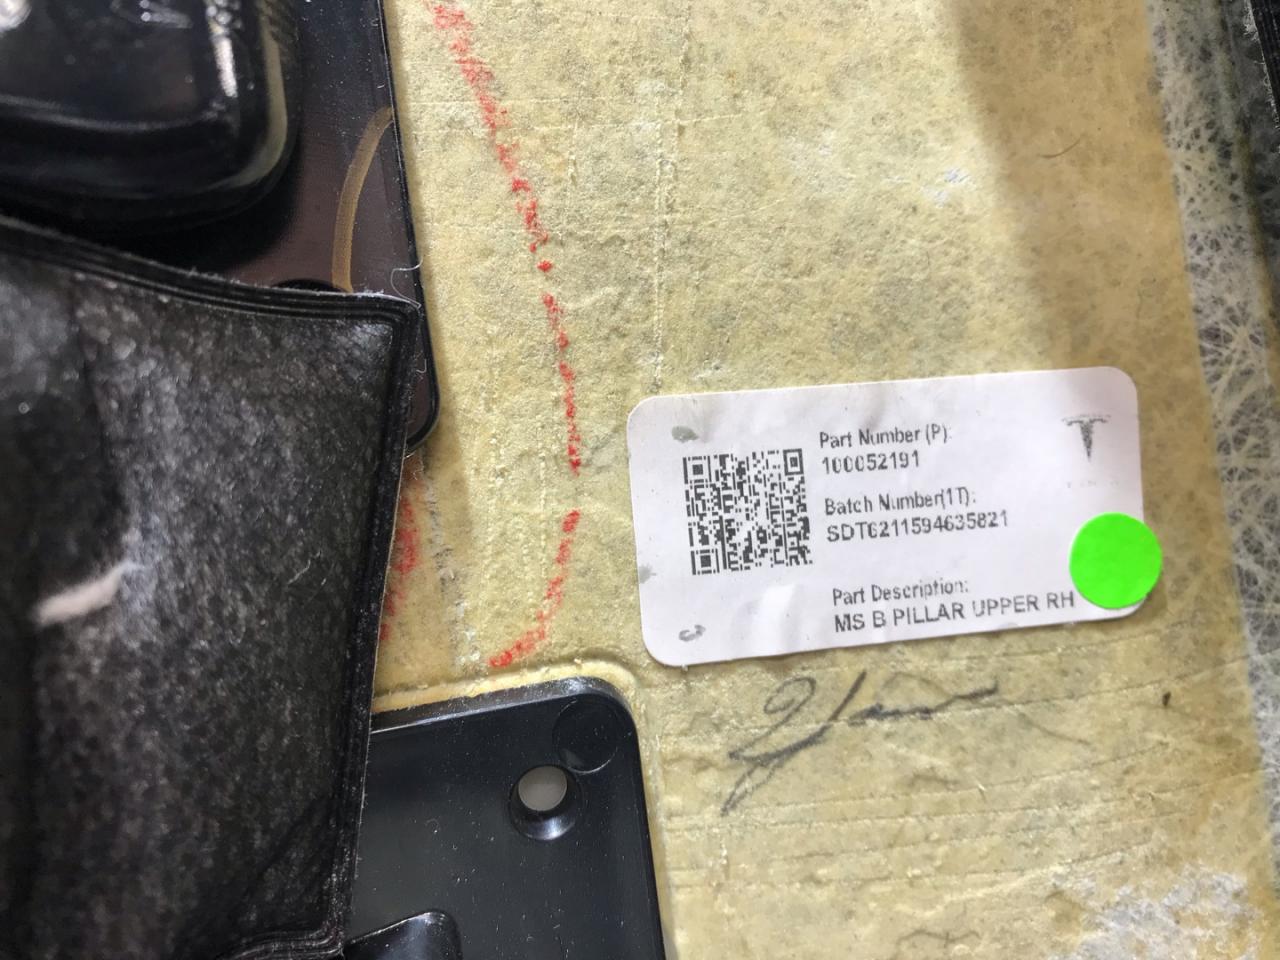 Part Number (P):
100052191
Batch Number(1T):
SDT6211594635821
Part Description:
MS B PILLAR UPPER RH